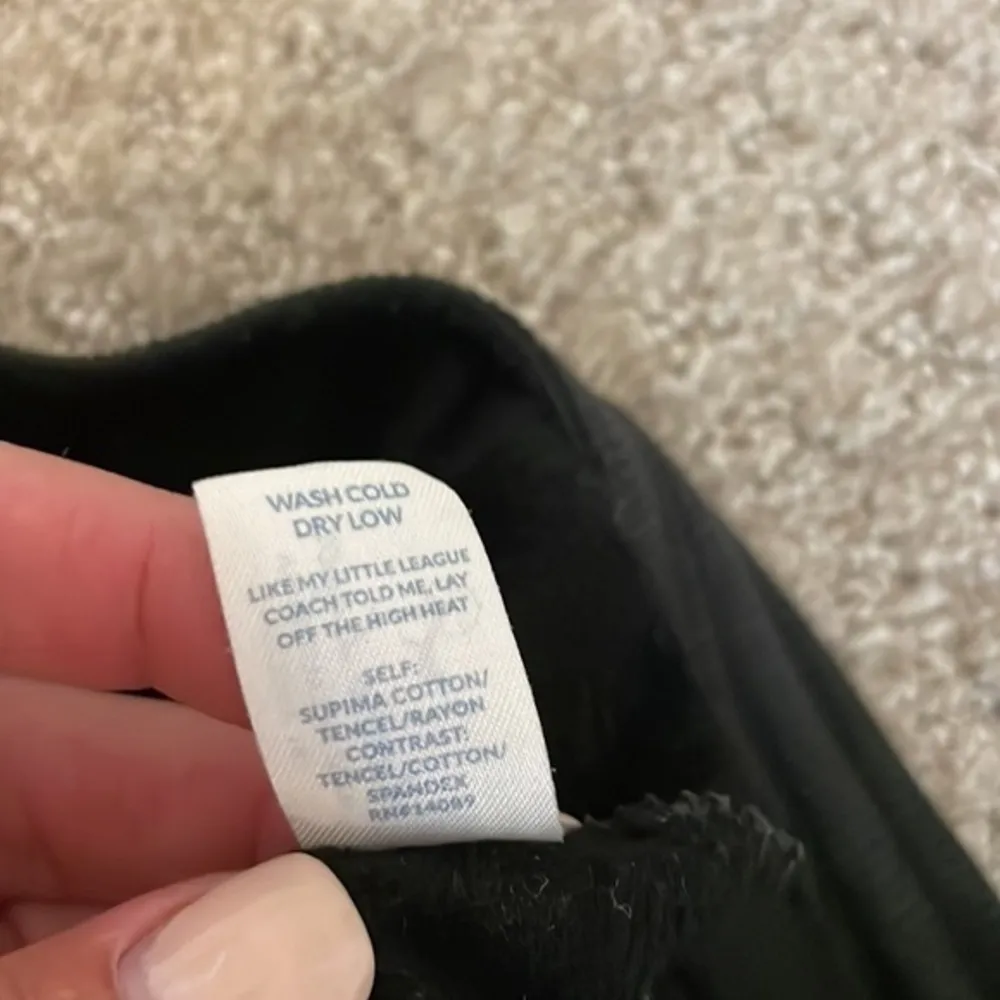 WASH COLD
DRY LOW
LIKE MY LITTLE LEAGUE
COACH TOLD ME, LAY
OFF THE HIGH HEAT
SELF:
SUPIMA COTTON/
TENCEL/RAYON
CONTRAST:
TENCEL/COTTON/
SPANDEX
RN#14089